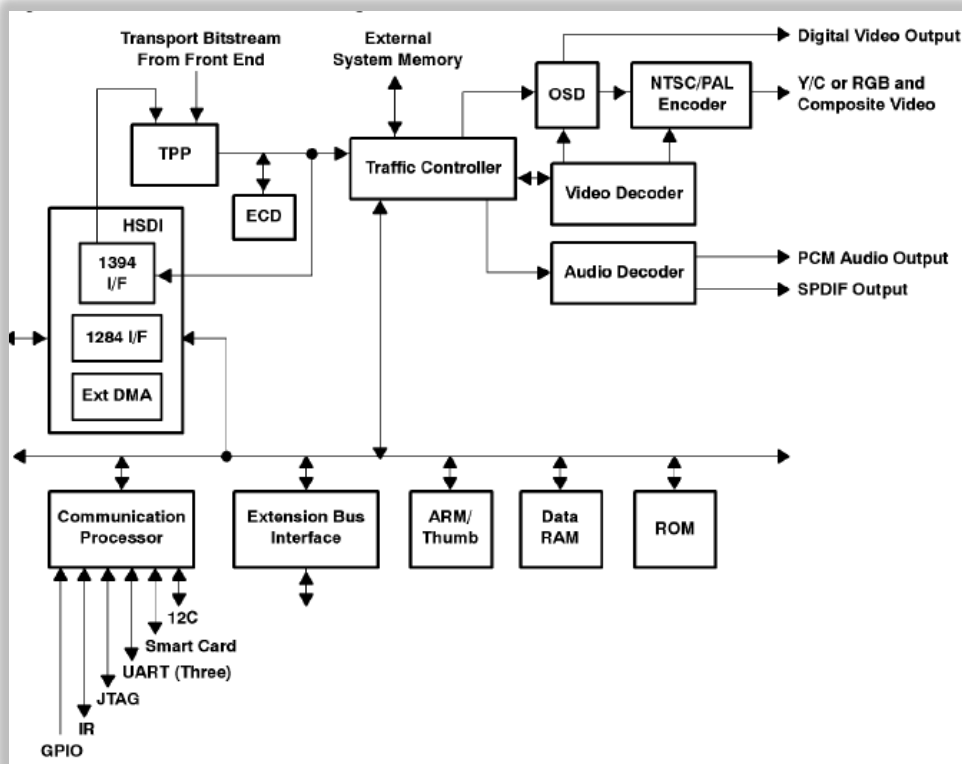 Transport Bitstream
From Front End
External
System Memory
Digital Video Output
OSD
NTSC/PAL
Encoder
Y/C or RGB and
Composite Video
TPP
Traffic Controller
Video Decoder
ECD
HSDI
1394
I/F
Audio Decoder
PCM Audio Output
SPDIF Output
1284 I/F
Ext DMA
Communication
Processor
Extension Bus
Interface
ARM/
Thumb
Data
RAM
ROM
12C
Smart Card
UART (Three)
JTAG
IR
GPIO